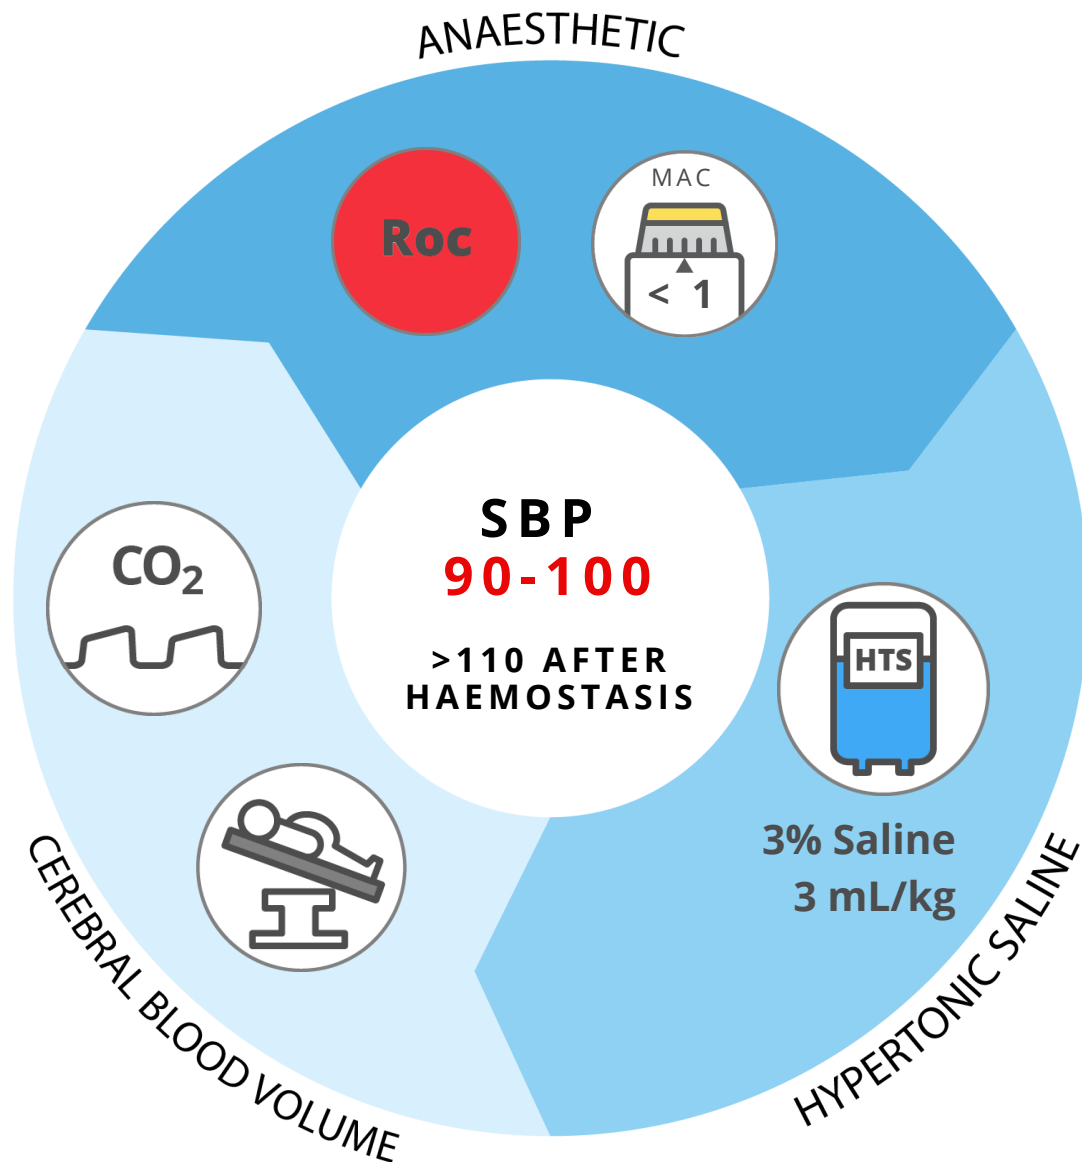 ANAESTHETIC
Roc
MAC
< 1
SBP
90-100
>110 AFTER
HAEMOSTASIS
CO₂
HTS
3% Saline
3 mL/kg
CEREBRAL BLOOD VOLUME
HYPERTONIC SALINE